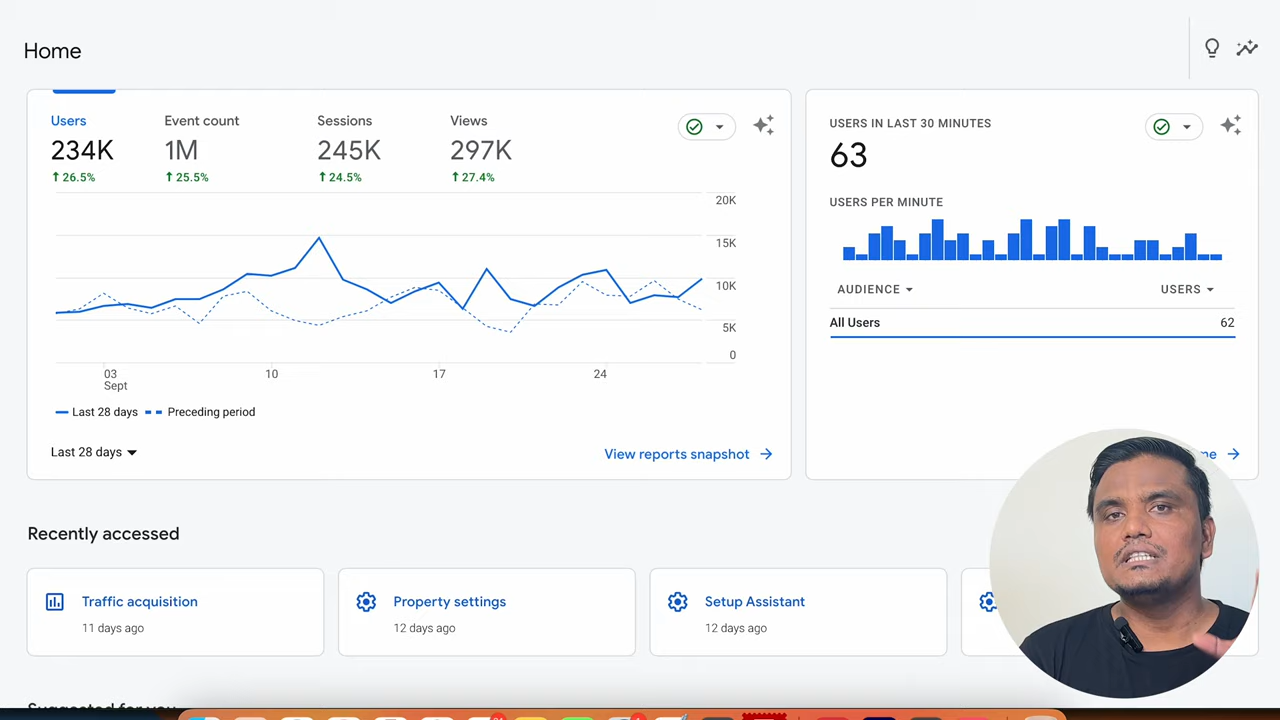 Home
Users Event count Sessions Views
234K 1M 245K 297K
26.5% 25.5% 24.5% 27.4%
20K
15K
10K
5K
0
03 10 17 24
Sept
Last 28 days Preceding period
Last 28 days
View reports snapshot
USERS IN LAST 30 MINUTES
63
USERS PER MINUTE
AUDIENCE USERS
All Users 62
Recently accessed
Traffic acquisition
11 days ago
Property settings
12 days ago
Setup Assistant
12 days ago